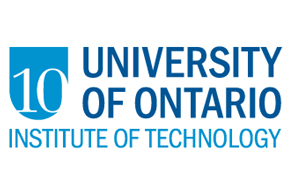 10
UNIVERSITY
OF ONTARIO
INSTITUTE OF TECHNOLOGY